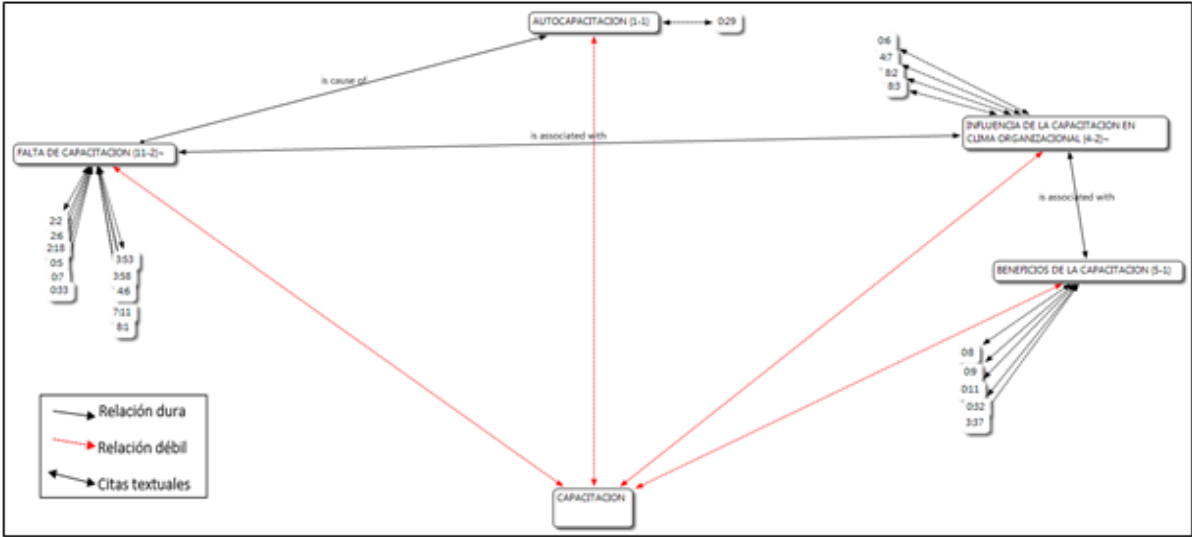 AUTOCAPACITACION (1-1)
0:29
is cause of
0:6
4:7
8:2
8:3
INFLUENCIA DE LA CAPACITACION EN
CLIMA ORGANIZACIONAL (4-2)~
is associated with
FALTA DE CAPACITACION (11-2)~
is associated with
2:2
2:6
2:18
0:5
0:7
0:33
3:53
3:58
4:6
7:11
8:1
BENEFICIOS DE LA CAPACITACION (5-1)
0:8
0:9
0:11
0:32
3:37
Relación dura
Relación débil
Citas textuales
CAPACITACION